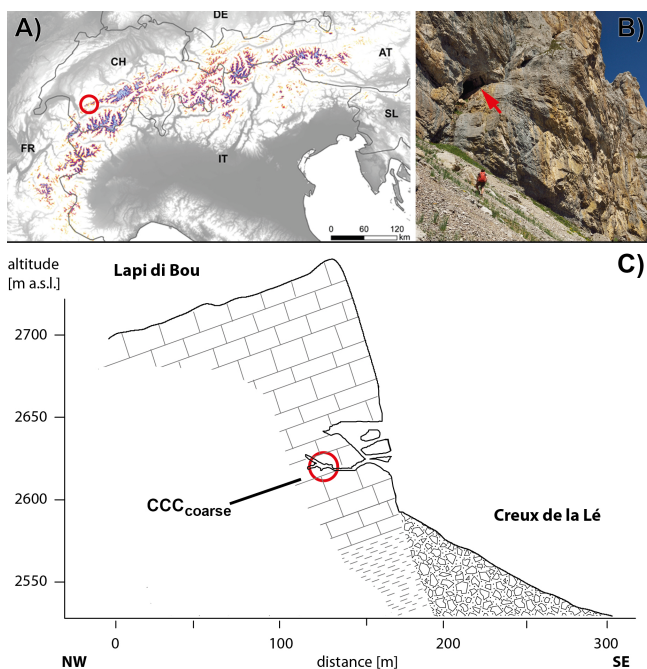 A)
DE
CH
AT
SL
FR
IT
0 60 120
km
B)
C)
altitude
[m a.s.l.]
Lapi di Bou
2700
2650
2600
2550
CCCcoarse
Creux de la Lé
0 100 200 300
NW distance [m] SE